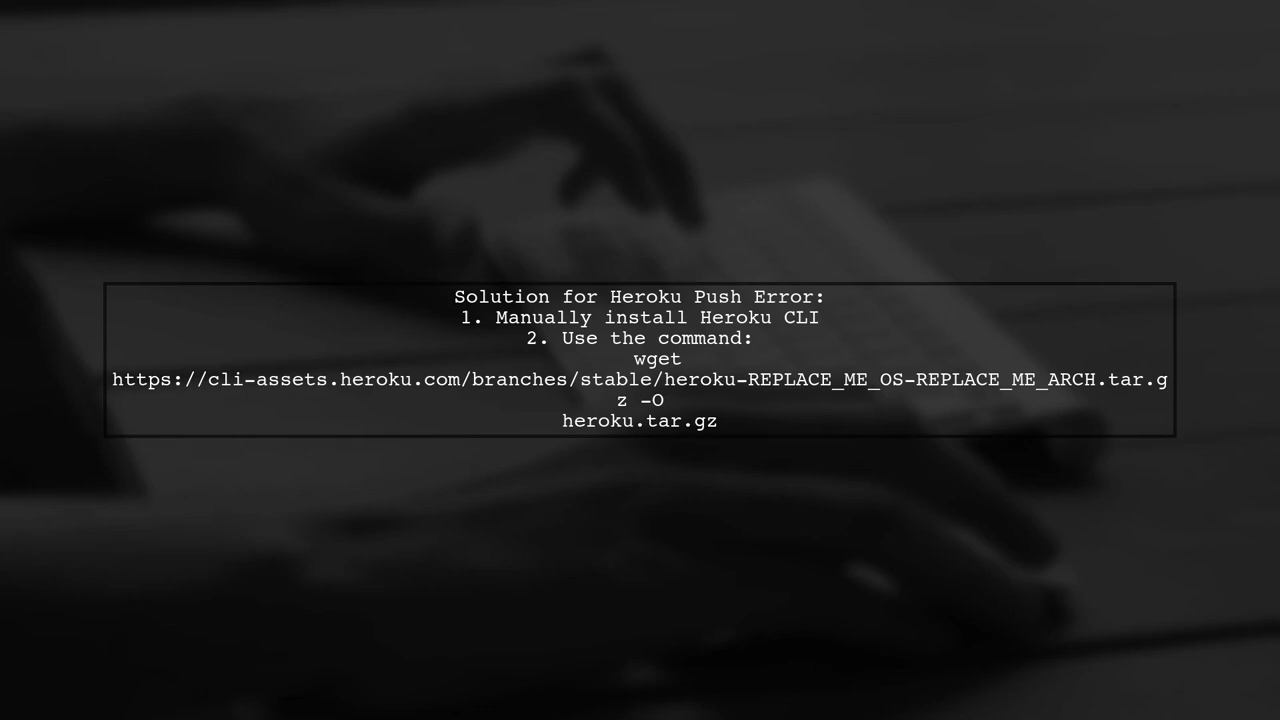 Solution for Heroku Push Error:
1. Manually install Heroku CLI
2. Use the command:
wget
https://cli-assets.heroku.com/branches/stable/heroku-REPLACE_ME_OS-REPLACE_ME_ARCH.tar.g
z -O
heroku.tar.gz